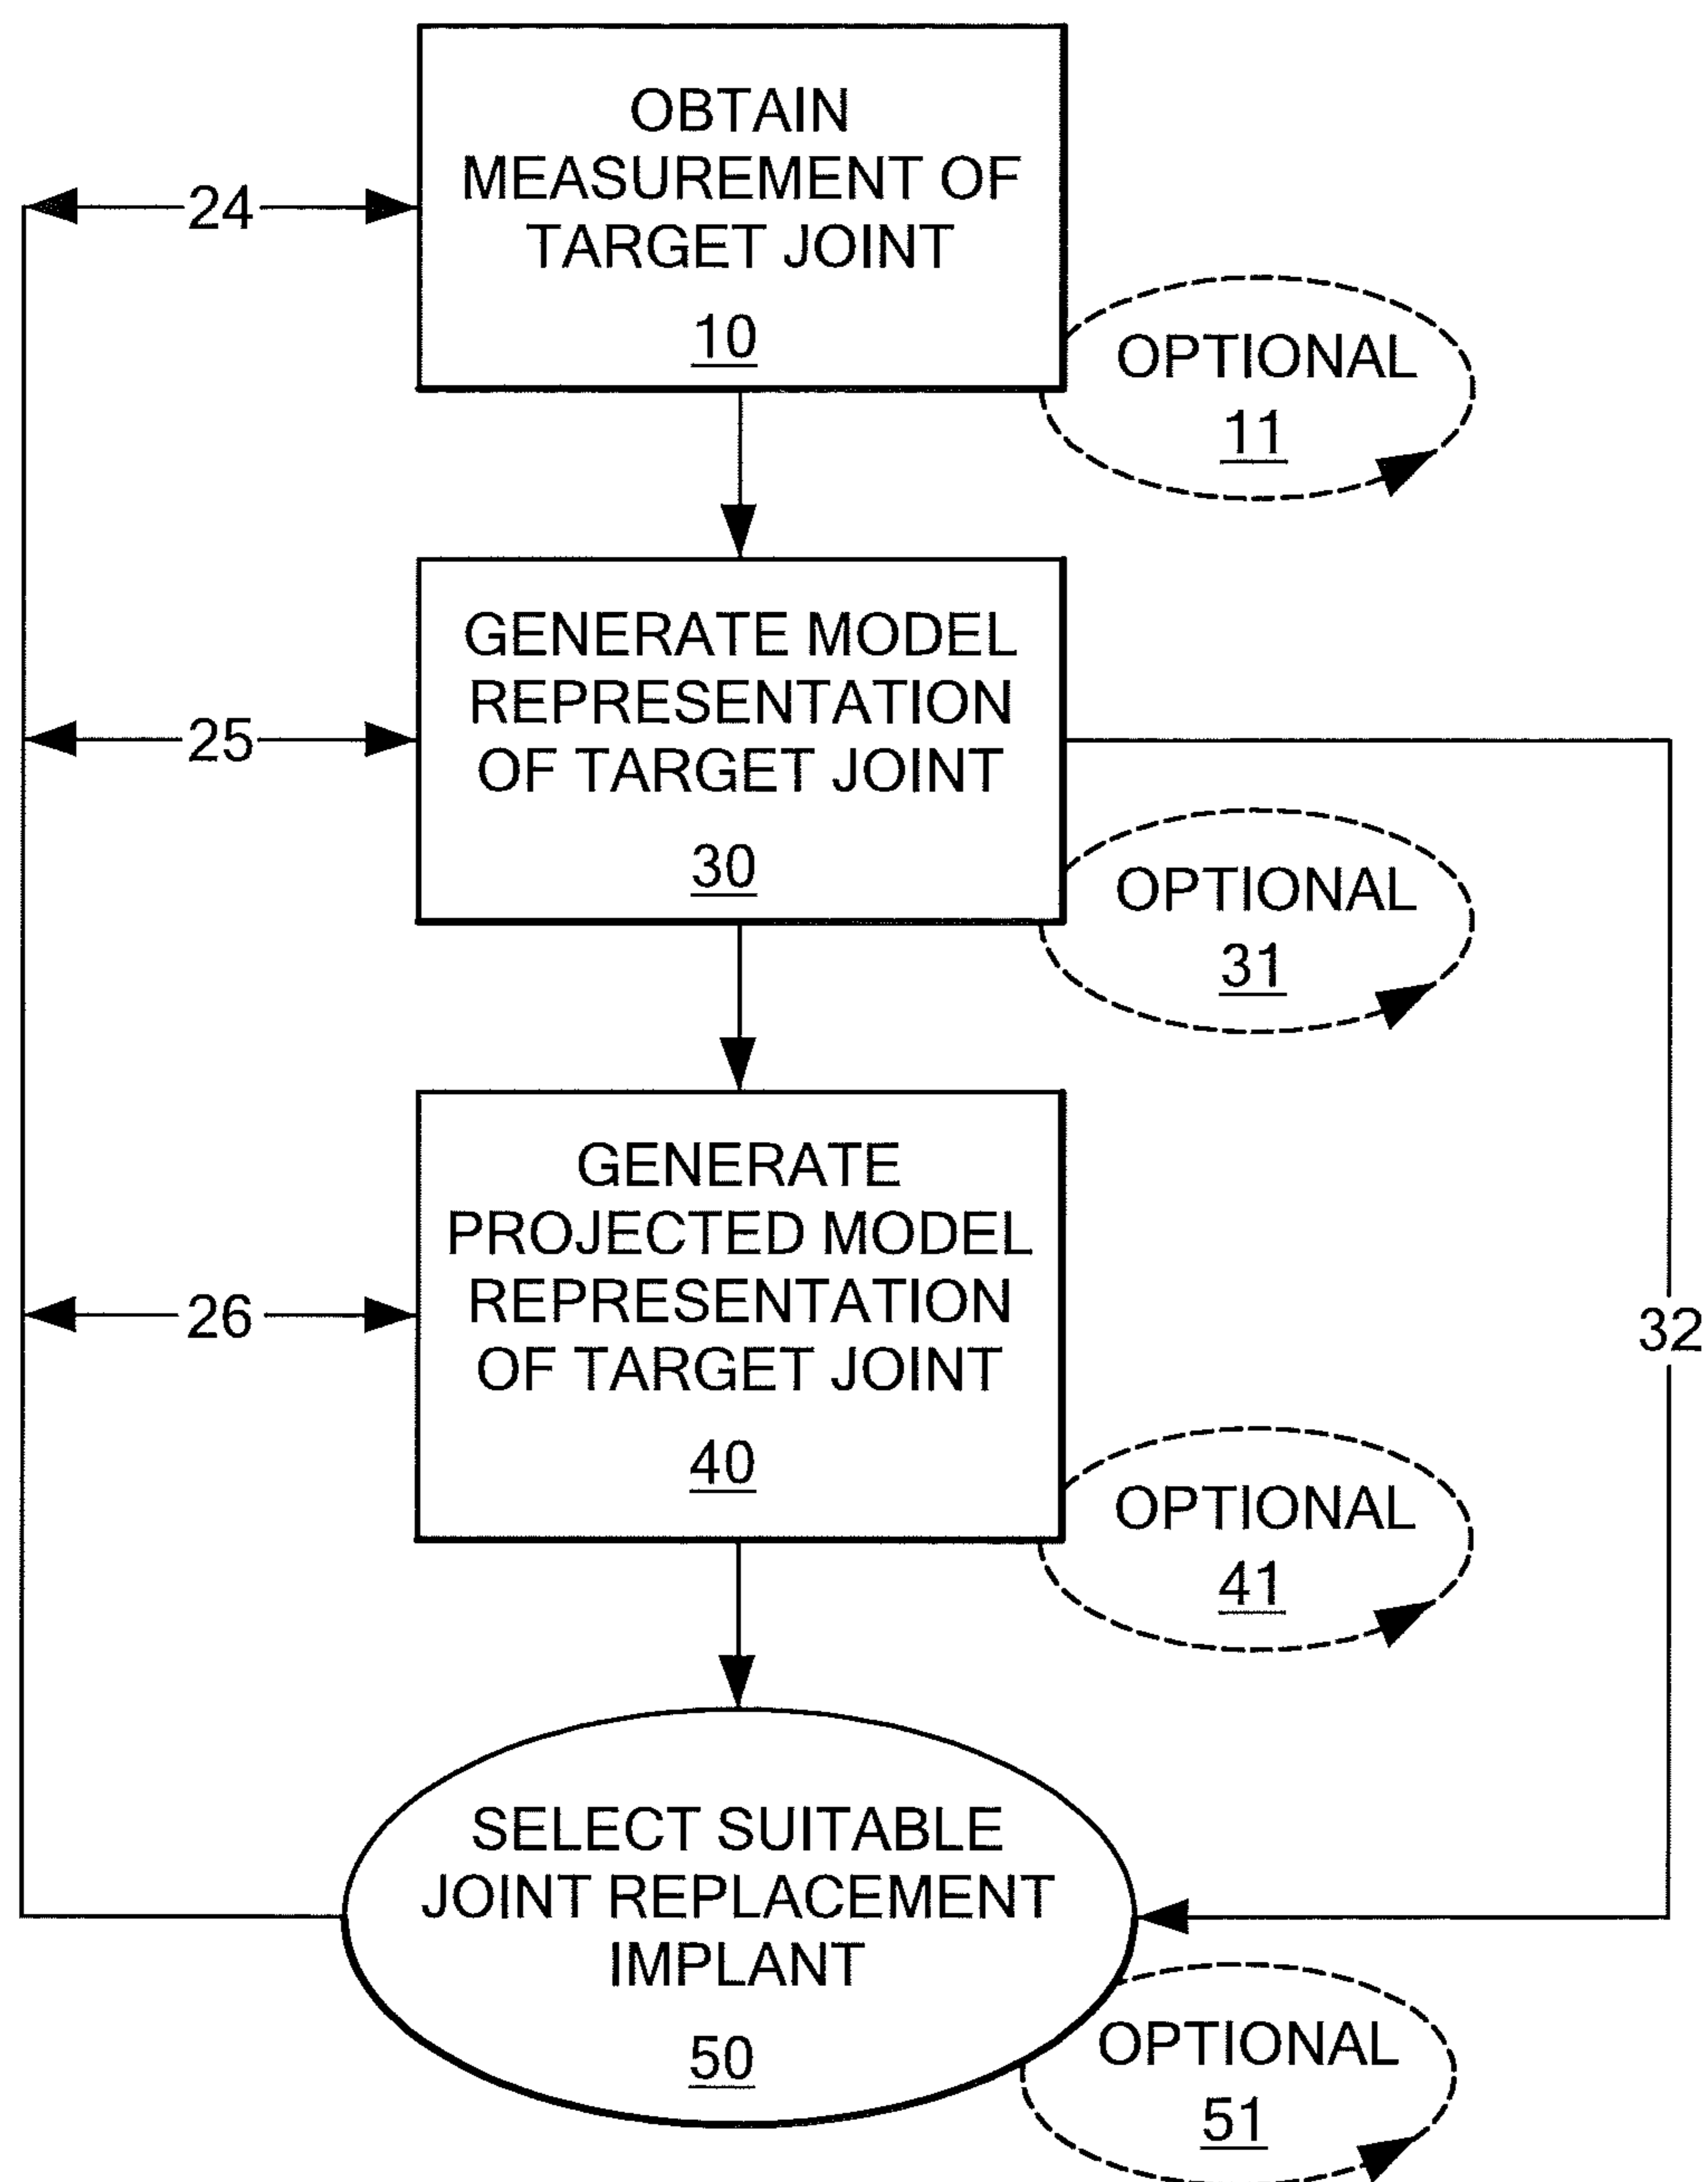 OBTAIN
MEASUREMENT OF
TARGET JOINT
10
24
OPTIONAL
11
GENERATE MODEL
REPRESENTATION
OF TARGET JOINT
30
25
OPTIONAL
31
GENERATE
PROJECTED MODEL
REPRESENTATION
OF TARGET JOINT
40
26
32
OPTIONAL
41
SELECT SUITABLE
JOINT REPLACEMENT
IMPLANT
50
OPTIONAL
51